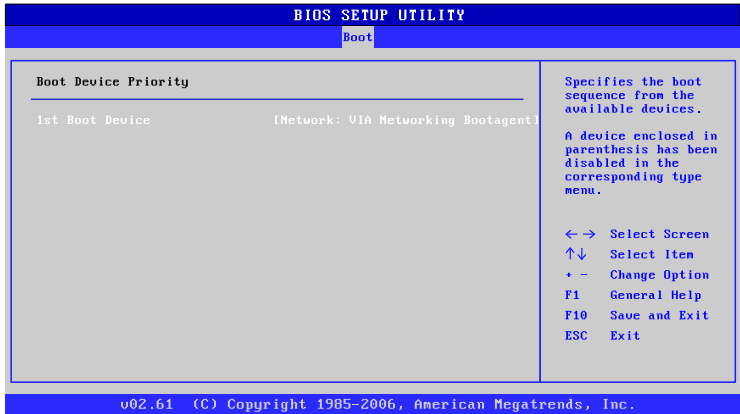 BIOS SETUP UTILITY
Boot
Boot Device Priority
1st Boot Device [Network: VIA Networking Bootagent]
Specifies the boot
sequence from the
available devices.
A device enclosed in
parenthesis has been
disabled in the
corresponding type
menu.
←→ Select Screen
↑↓ Select Item
+ - Change Option
F1 General Help
F10 Save and Exit
ESC Exit
v02.61 (C) Copyright 1985-2006, American Megatrends, Inc.